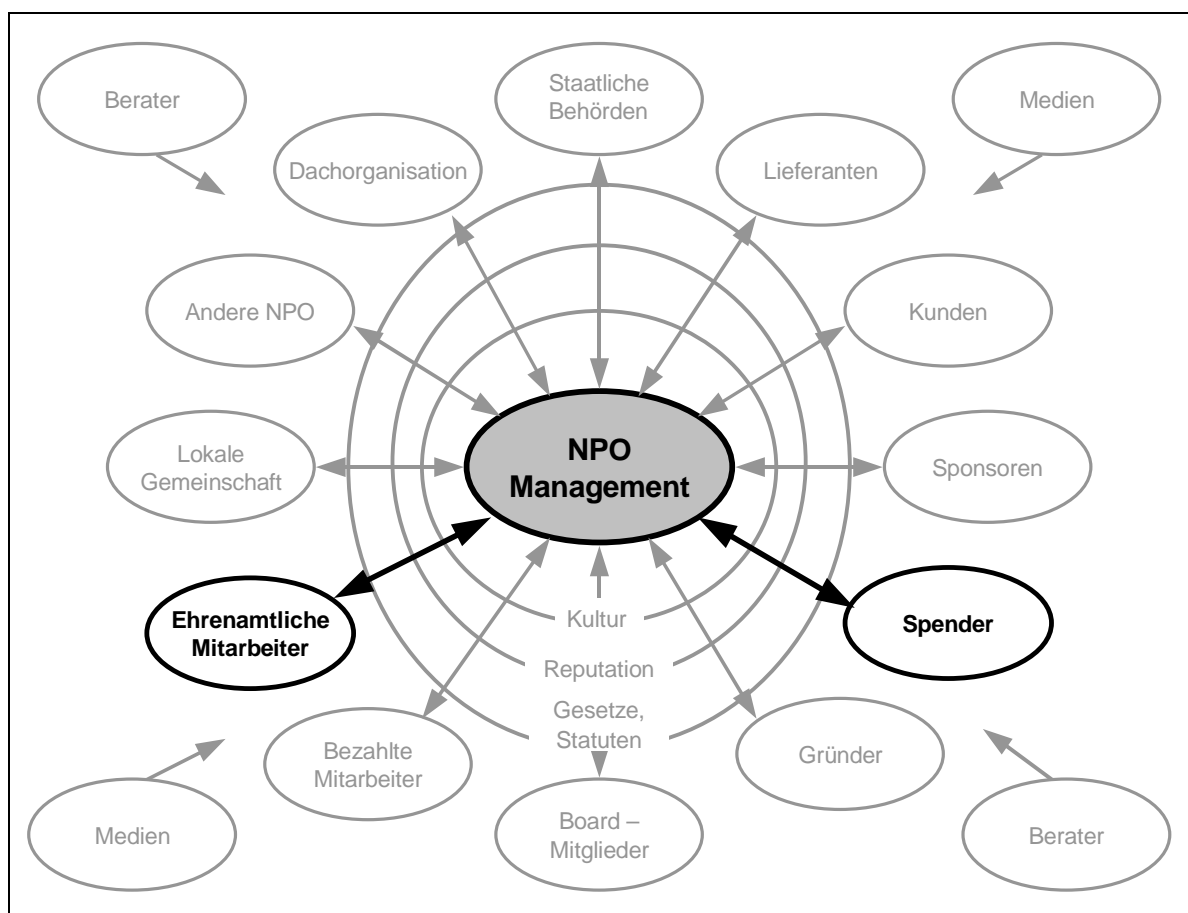 Berater
Staatliche
Behörden
Medien
Dachorganisation
Lieferanten
Andere NPO
Kunden
NPO
Management
Lokale
Gemeinschaft
Sponsoren
Ehrenamtliche
Mitarbeiter
Kultur
Spender
Reputation
Gesetze,
Statuten
Bezahlte
Mitarbeiter
Gründer
Medien
Board –
Mitglieder
Berater